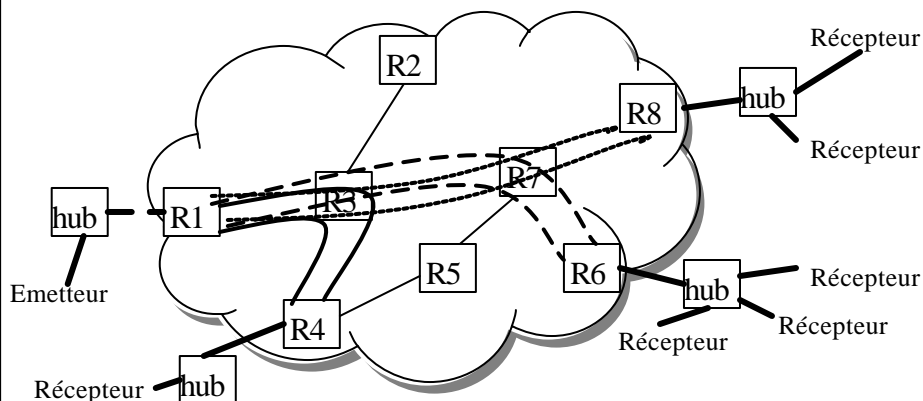 Récepteur
R2
hub
R8
Récepteur
R7
R3
hub
R1
R5
R6
Récepteur
hub
Emetteur
R4
Récepteur
Récepteur
Récepteur
hub